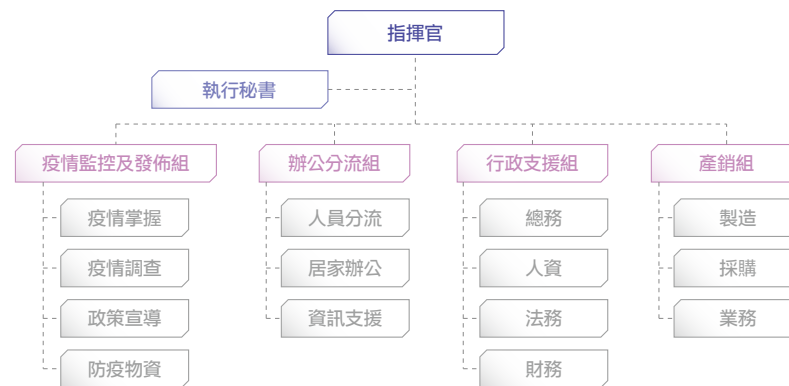 指揮官
執行秘書
疫情監控及發佈組
辦公分流組
行政支援組
產銷組
疫情掌握
人員分流
總務
製造
疫情調查
居家辦公
人資
採購
政策宣導
資訊支援
法務
業務
防疫物資
財務